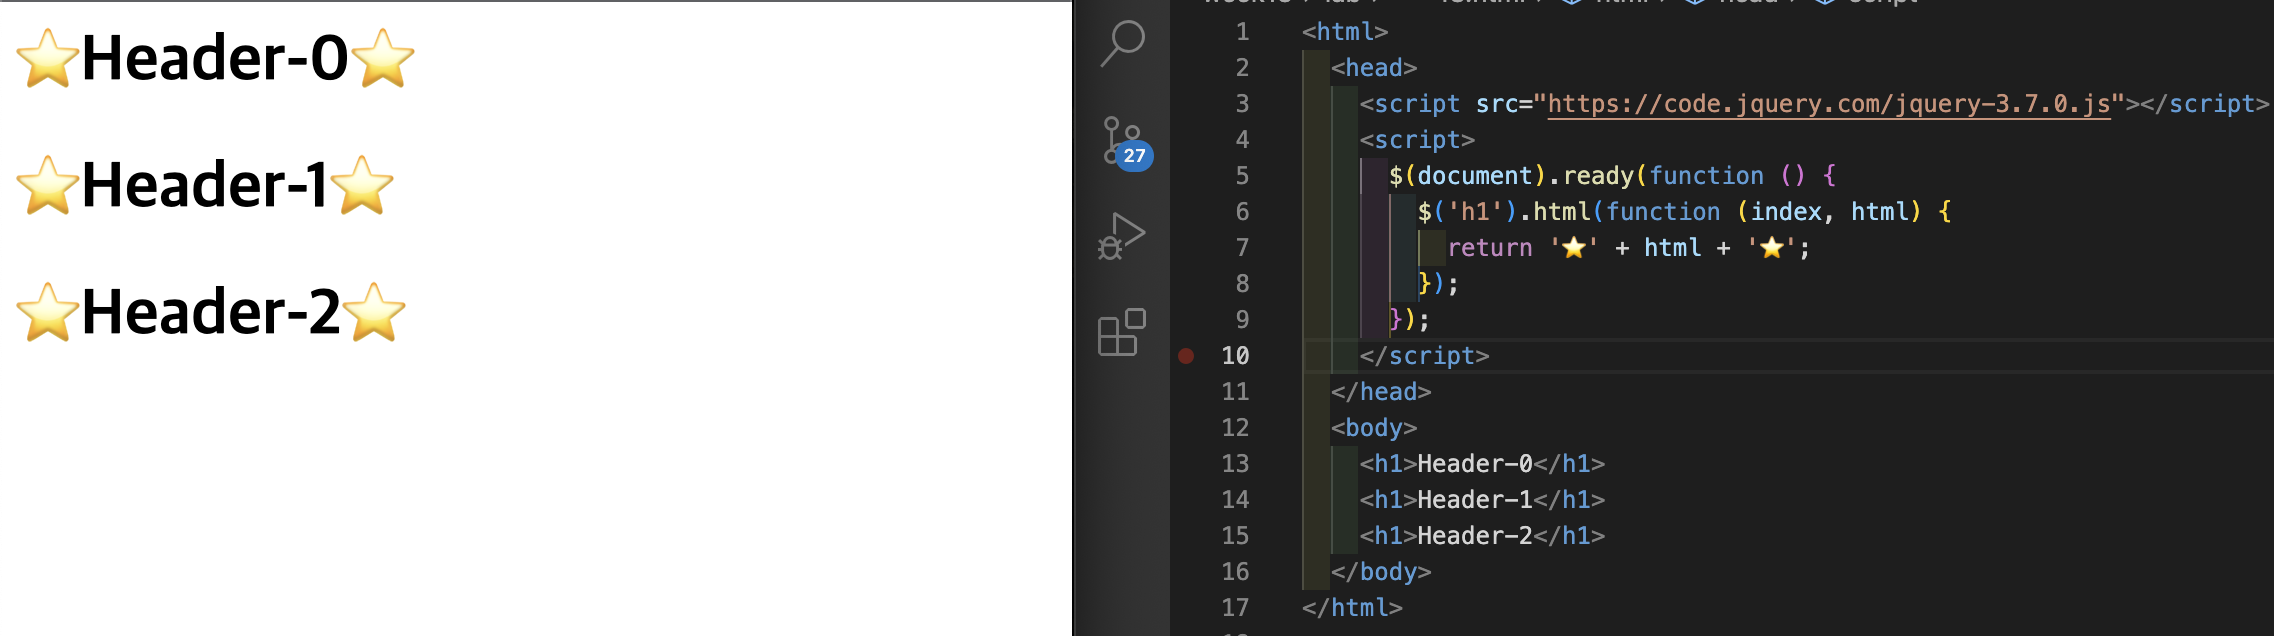 ⭐Header-0⭐
⭐Header-1⭐
⭐Header-2⭐
27
1 <html>
2 <head>
3 <script src="https://code.jquery.com/jquery-3.7.0.js"></script>
4 <script>
5 $(document).ready(function () {
6 $('h1').html(function (index, html) {
7 return '⭐' + html + '⭐';
8 });
9 });
10 </script>
11 </head>
12 <body>
13 <h1>Header-0</h1>
14 <h1>Header-1</h1>
15 <h1>Header-2</h1>
16 </body>
17 </html>